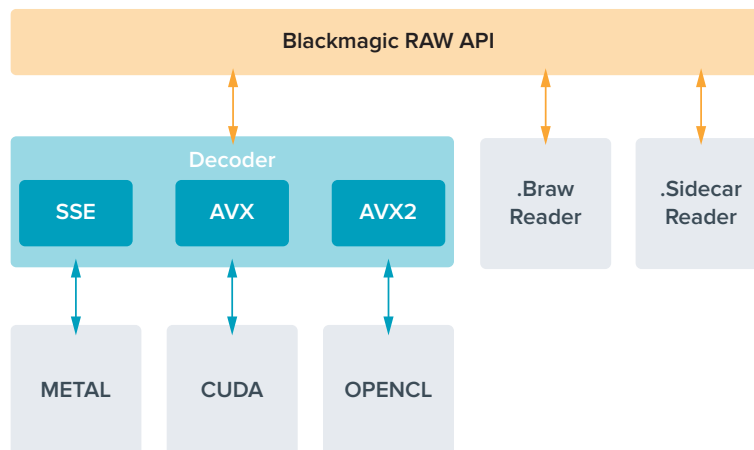 Blackmagic RAW API
Decoder
SSE
AVX
AVX2
.Braw
Reader
.Sidecar
Reader
METAL
CUDA
OPENCL